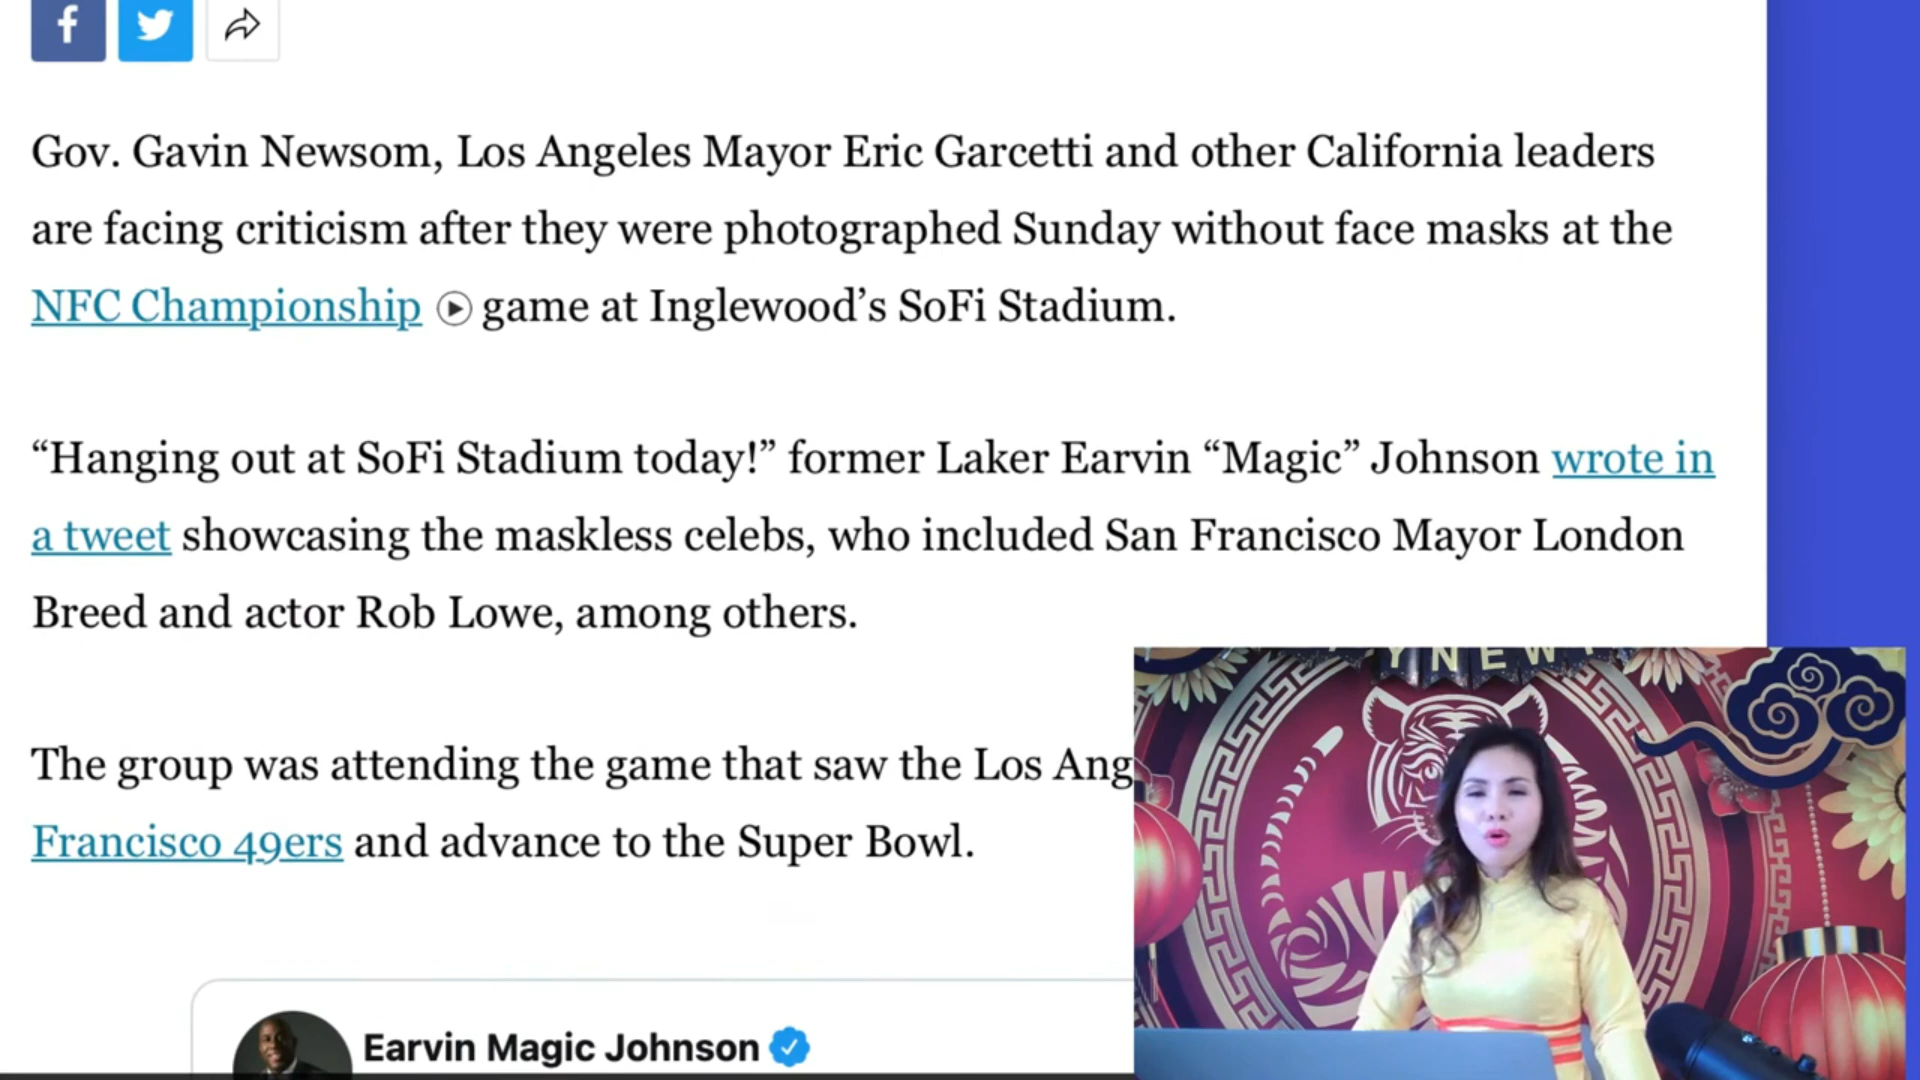 Gov. Gavin Newsom, Los Angeles Mayor Eric Garcetti and other California leaders
are facing criticism after they were photographed Sunday without face masks at the
NFC Championship game at Inglewood’s SoFi Stadium.
“Hanging out at SoFi Stadium today!” former Laker Earvin “Magic” Johnson wrote in
a tweet showcasing the maskless celebs, who included San Francisco Mayor London
Breed and actor Rob Lowe, among others.
The group was attending the game that saw the Los Ang
Francisco 49ers and advance to the Super Bowl.
Earvin Magic Johnson